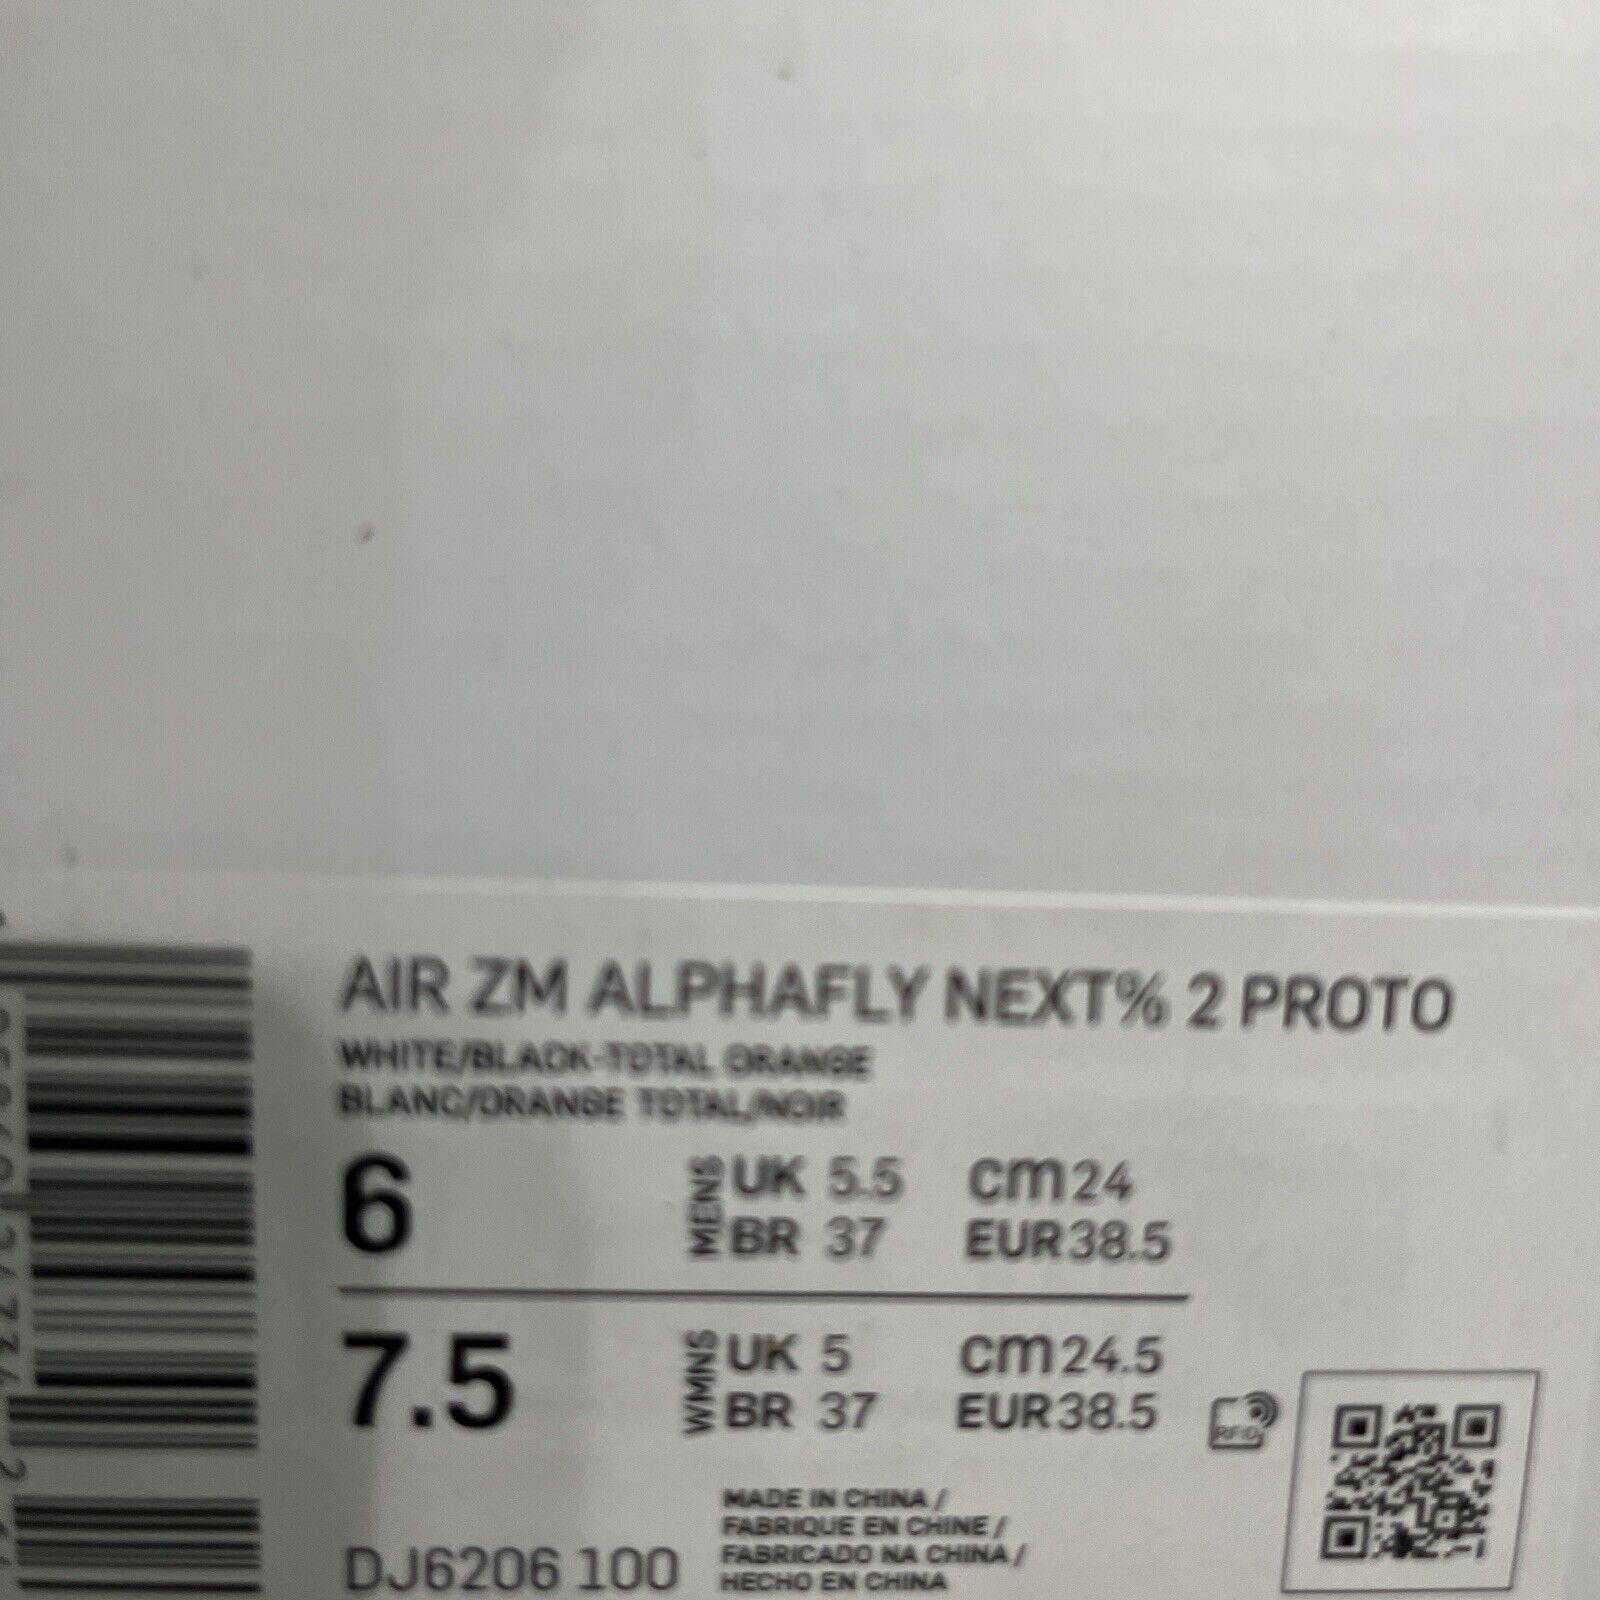 AIR ZM ALPHAFLY NEXT% 2 PROTO
WHITE/BLACK-TOTAL ORANGE
BLANC/ORANGE TOTAL/NOIR
6 MENS UK 5.5 cm 24
BR 37 EUR 38.5
7.5 WMNS UK 5 cm 24.5
BR 37 EUR 38.5
RFID
MADE IN CHINA /
FABRIQUE EN CHINE /
FABRICADO NA CHINA /
HECHO EN CHINA
DJ6206 100